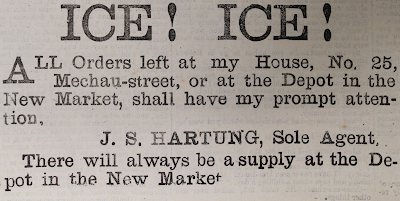 ICE! ICE!
ALL Orders left at my House, No. 25,
Mechau-street, or at the Depot in the
New Market, shall have my prompt atten-
tion.
J. S. HARTUNG, Sole Agent.
There will always be a supply at the De-
pot in the New Market